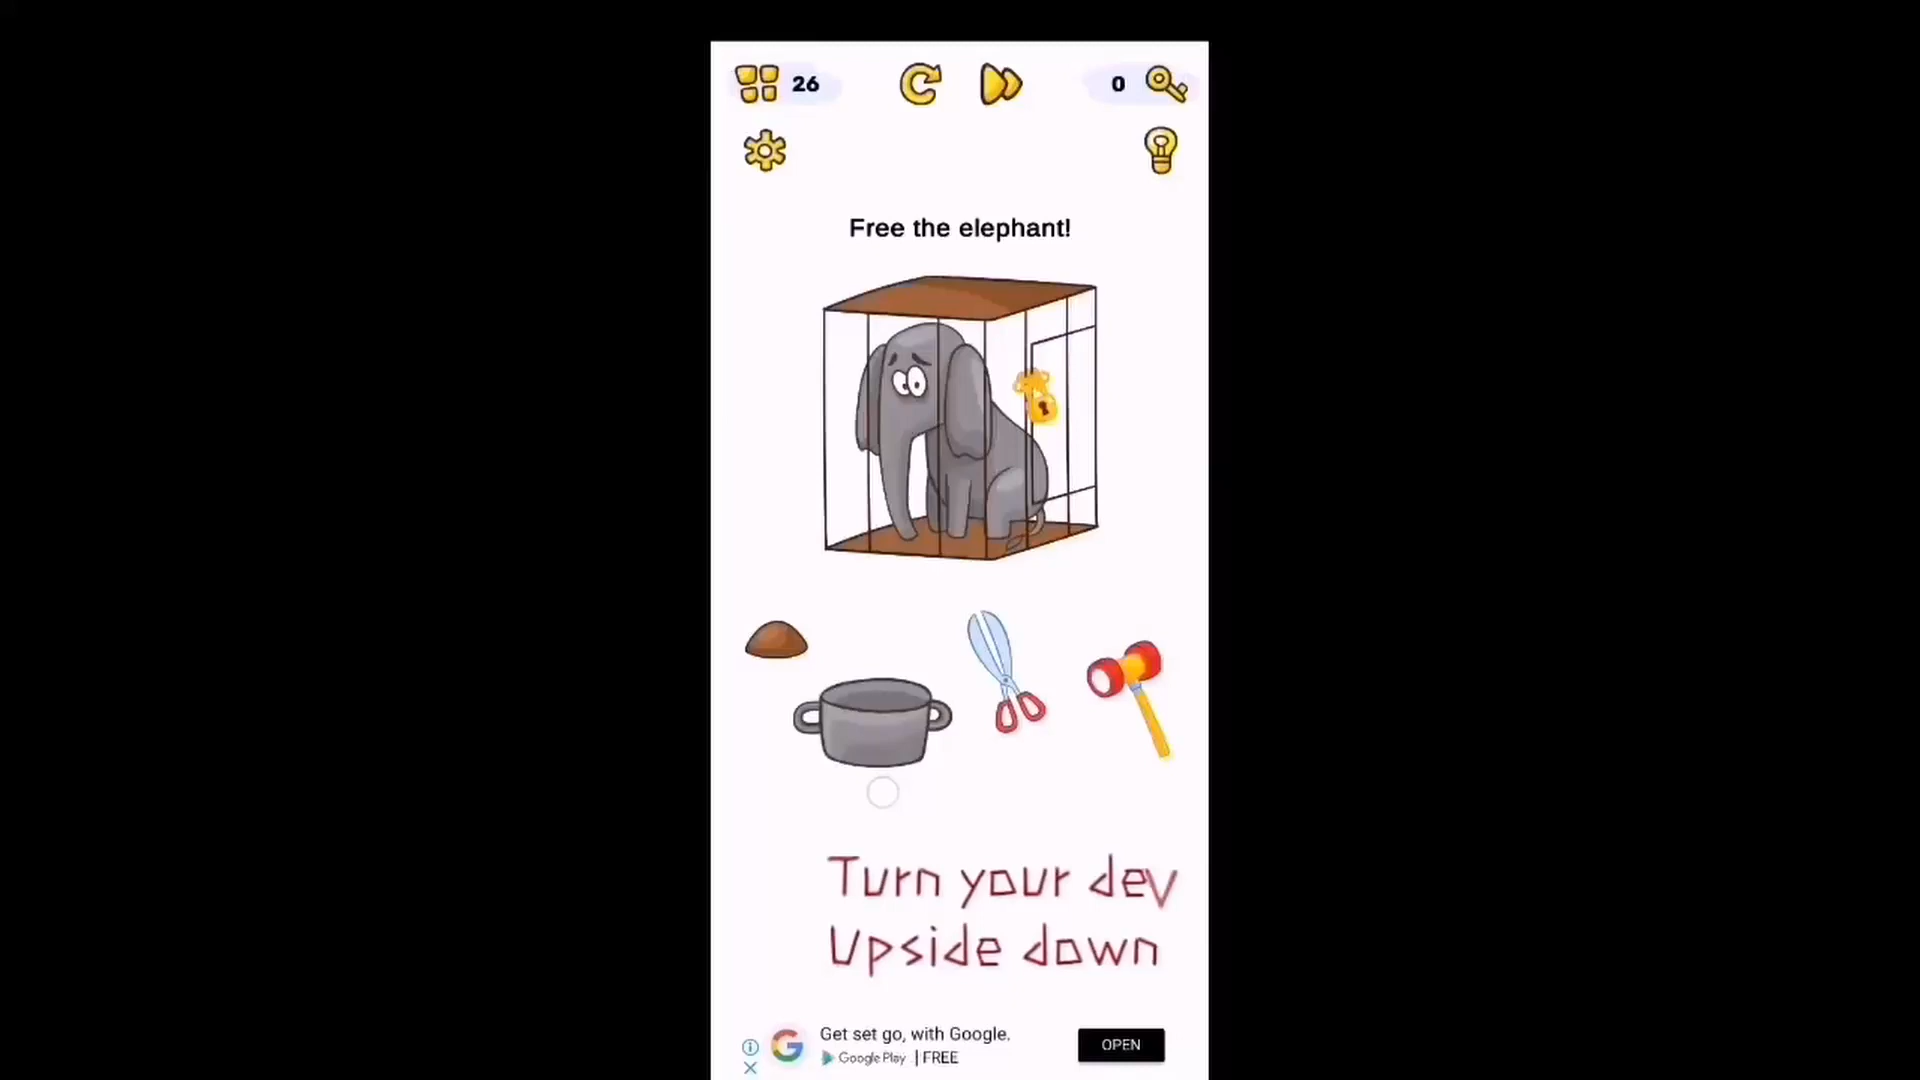 26
0
Free the elephant!
Turn your dev
Upside down
Get set go, with Google.
Google Play | FREE
OPEN